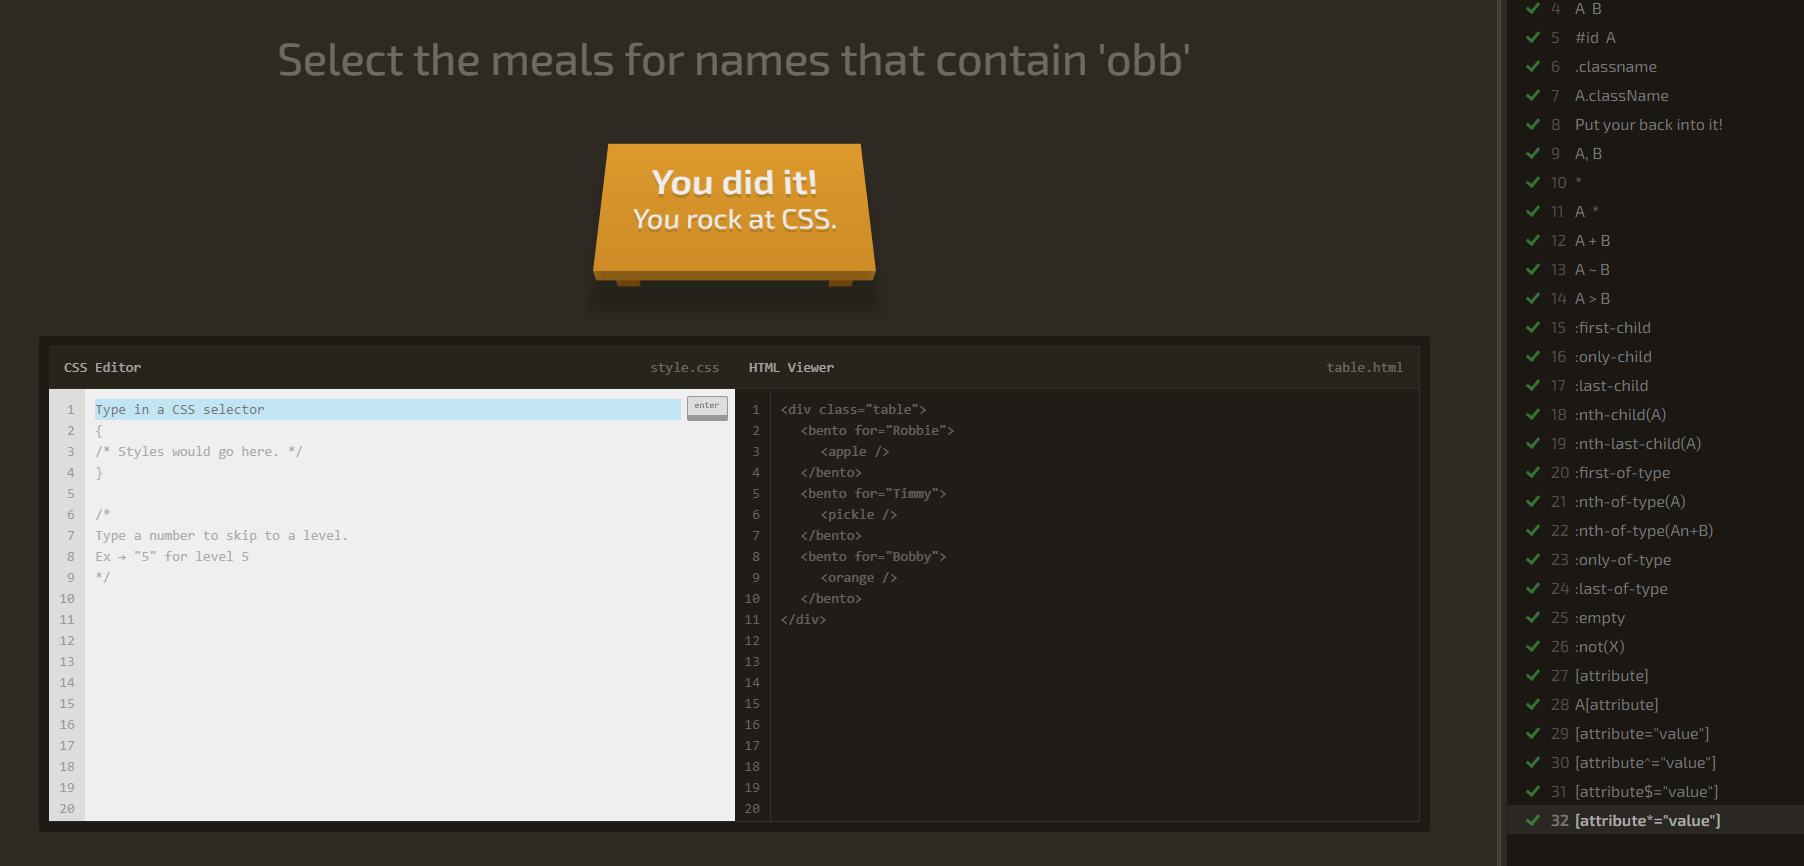 Select the meals for names that contain 'obb'
You did it!
You rock at CSS.
CSS Editor style.css
1 Type in a CSS selector enter
2 {
3 /* Styles would go here. */
4 }
5
6 /*
7 Type a number to skip to a level.
8 Ex → "5" for level 5
9 */
10
11
12
13
14
15
16
17
18
19
20
HTML Viewer table.html
1 <div class="table">
2 <bento for="Robbie">
3 <apple />
4 </bento>
5 <bento for="Timmy">
6 <pickle />
7 </bento>
8 <bento for="Bobby">
9 <orange />
10 </bento>
11 </div>
12
13
14
15
16
17
18
19
20
4 A B
5 #id A
6 .classname
7 A.className
8 Put your back into it!
9 A, B
10 *
11 A *
12 A + B
13 A ~ B
14 A > B
15 :first-child
16 :only-child
17 :last-child
18 :nth-child(A)
19 :nth-last-child(A)
20 :first-of-type
21 :nth-of-type(A)
22 :nth-of-type(An+B)
23 :only-of-type
24 :last-of-type
25 :empty
26 :not(X)
27 [attribute]
28 A[attribute]
29 [attribute="value"]
30 [attribute^="value"]
31 [attribute$="value"]
32 [attribute*="value"]